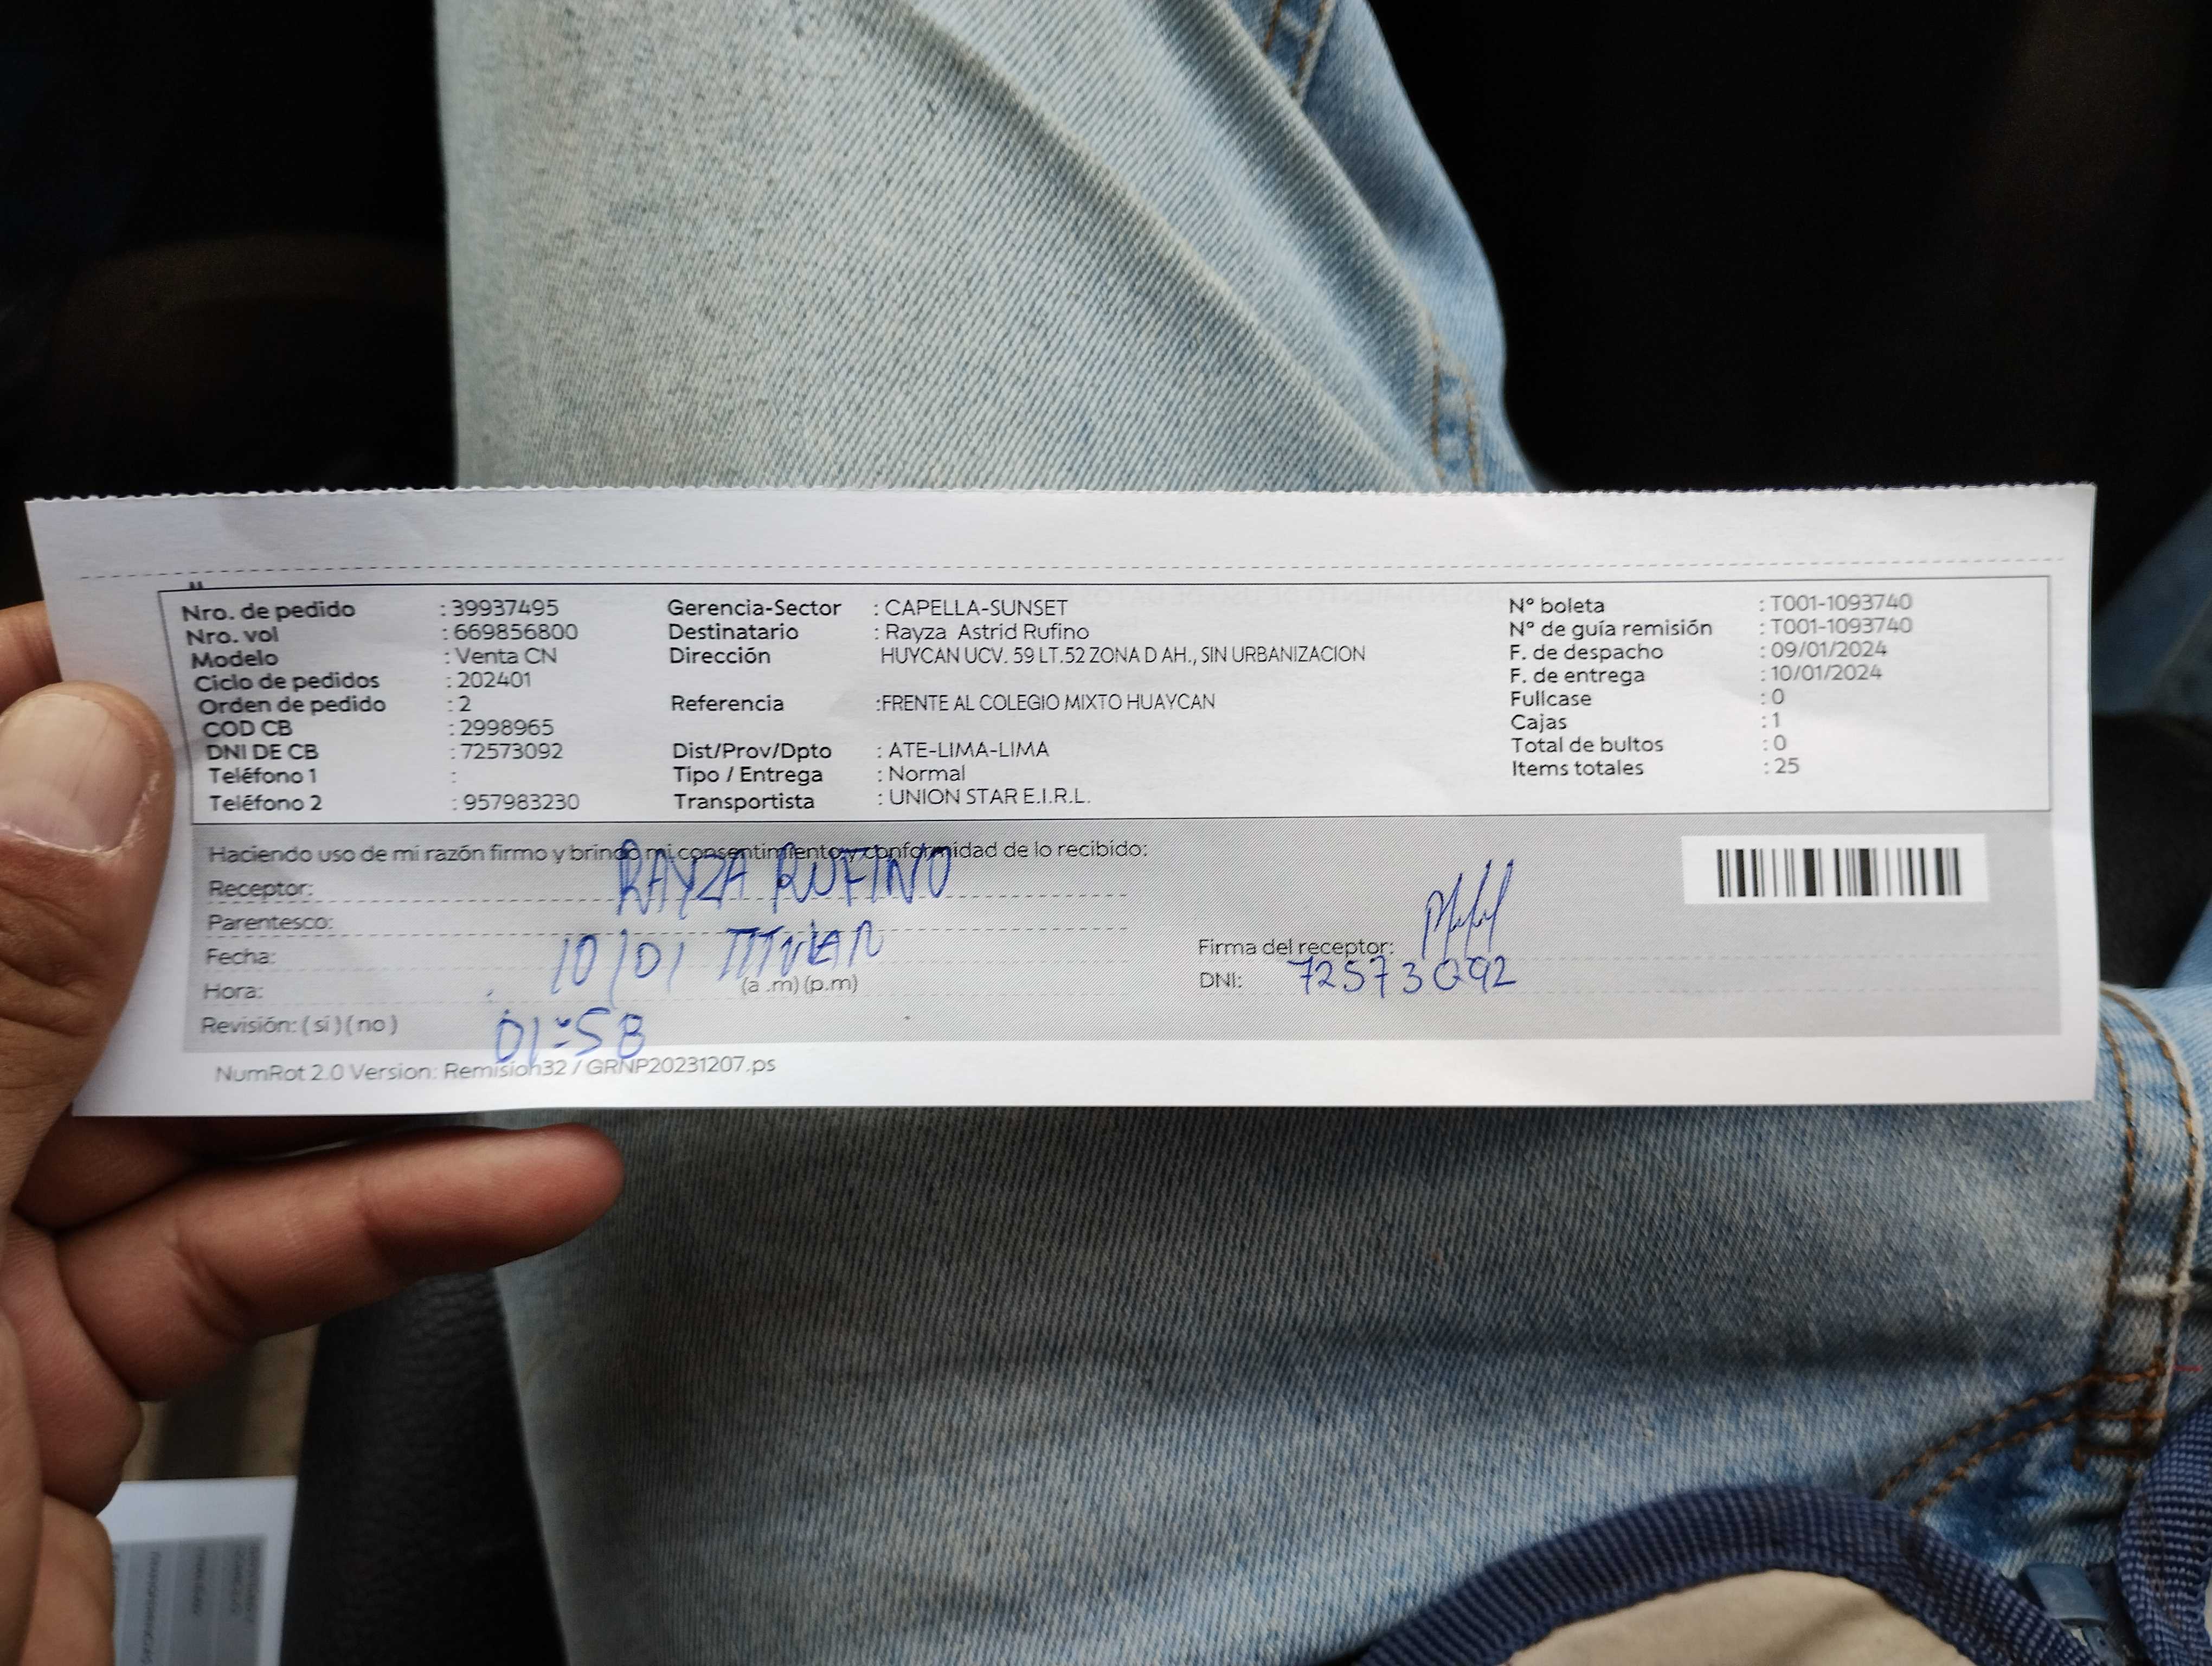 Nro. de pedido : 39937495 Gerencia-Sector : CAPELLA-SUNSET N° boleta : T001-1093740
Nro. vol : 669856800 Destinatario : Rayza Astrid Rufino N° de guía remisión : T001-1093740
Modelo : Venta CN Dirección HUYCAN UCV. 59 LT.52 ZONA D AH., SIN URBANIZACION F. de despacho : 09/01/2024
Ciclo de pedidos : 202401 F. de entrega : 10/01/2024
Orden de pedido : 2 Referencia :FRENTE AL COLEGIO MIXTO HUAYCAN Fullcase : 0
COD CB : 2998965 Cajas : 1
DNI DE CB : 72573092 Dist/Prov/Dpto : ATE-LIMA-LIMA Total de bultos : 0
Teléfono 1 : Tipo / Entrega : Normal Items totales : 25
Teléfono 2 : 957983230 Transportista : UNION STAR E.I.R.L.
Haciendo uso de mi razón firmo y brindo mi consentimiento y conformidad de lo recibido:
Receptor: RAYZA RUFINO
Parentesco: TITULAR
Fecha: 10/01 Firma del receptor:
Hora: (a .m) (p.m) DNI: 72573092
Revisión: ( si ) ( no ) 01:58
NumRot 2.0 Version: Remision32 / GRNP20231207.ps